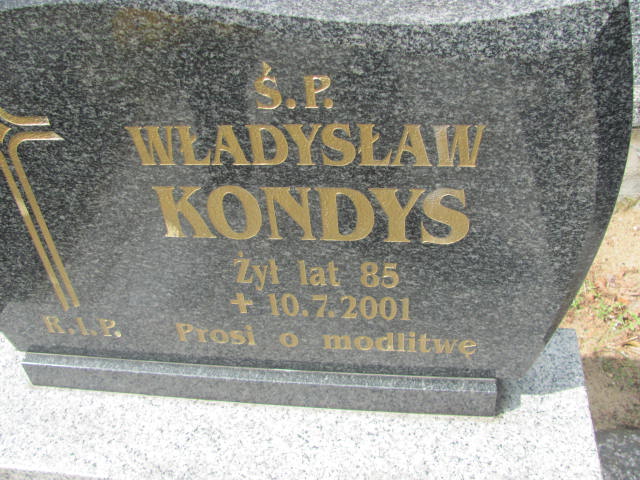 Ś.P.
WŁADYSŁAW
KONDYS
Żył lat 85
+ 10.7.2001
R.I.P. Prosi o modlitwę